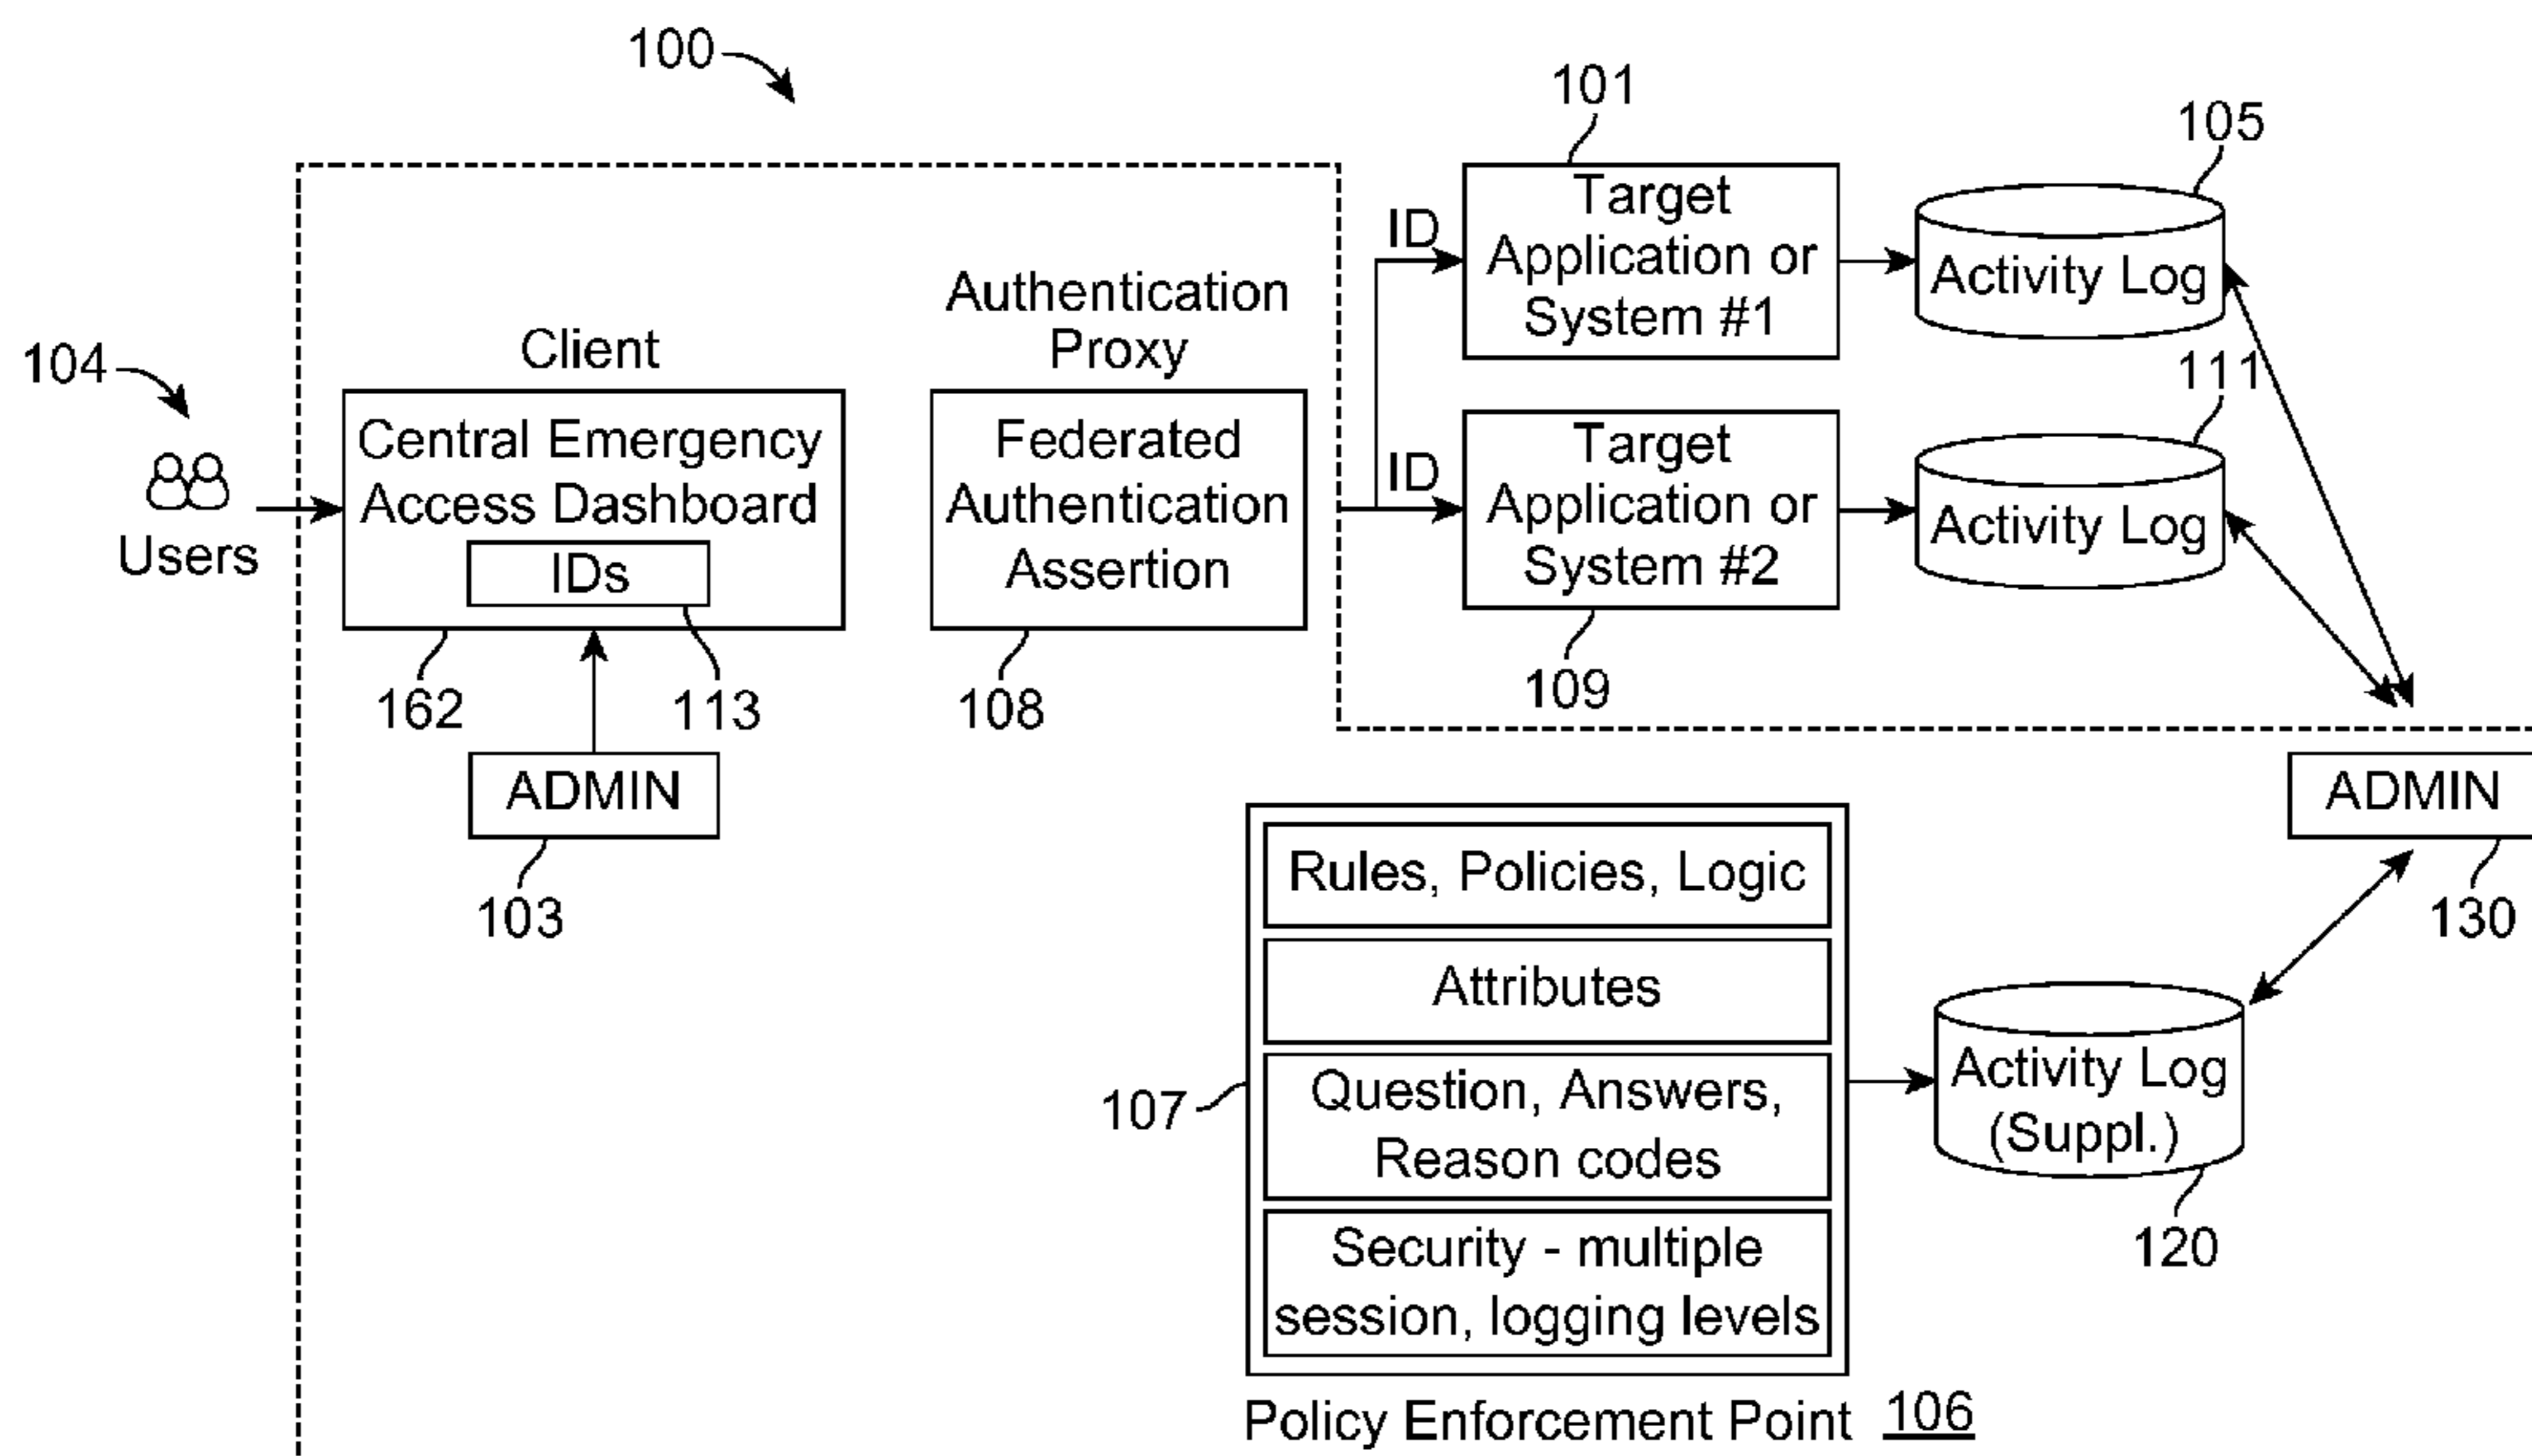 100
101
105
ID
Target
Application or
System #1
Activity Log
Authentication
Proxy
Client
104
Users
Central Emergency
Access Dashboard
IDs
Federated
Authentication
Assertion
ID
Target
Application or
System #2
111
Activity Log
162
113
108
109
ADMIN
103
ADMIN
130
Rules, Policies, Logic
Attributes
Question, Answers,
Reason codes
Security - multiple
session, logging levels
107
Activity Log
(Suppl.)
120
Policy Enforcement Point 106